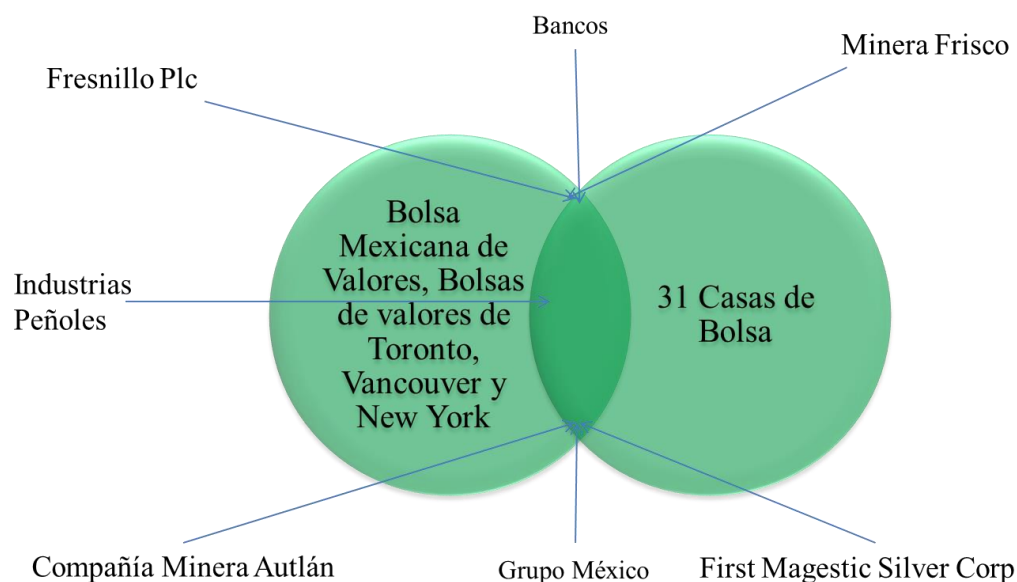 Bancos
Minera Frisco
Fresnillo Plc
Bolsa
Mexicana de
Valores, Bolsas
de valores de
Toronto,
Vancouver y
New York
Industrias
Peñoles
31 Casas de
Bolsa
Compañía Minera Autlán
Grupo México
First Magestic Silver Corp